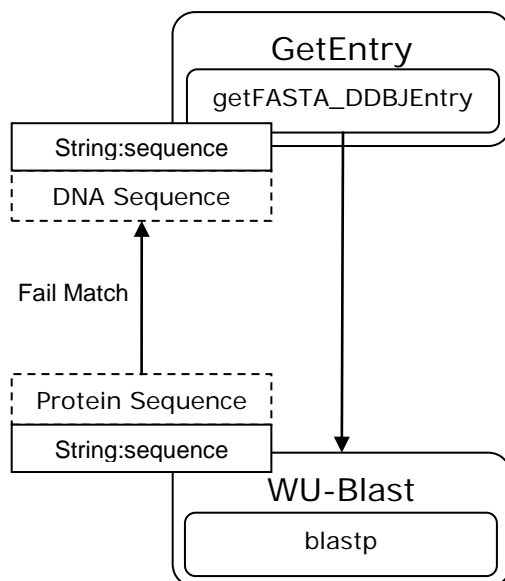 GetEntry
getFASTA_DDBJEntry
String:sequence
DNA Sequence
Fail Match
Protein Sequence
String:sequence
WU-Blast
blastp